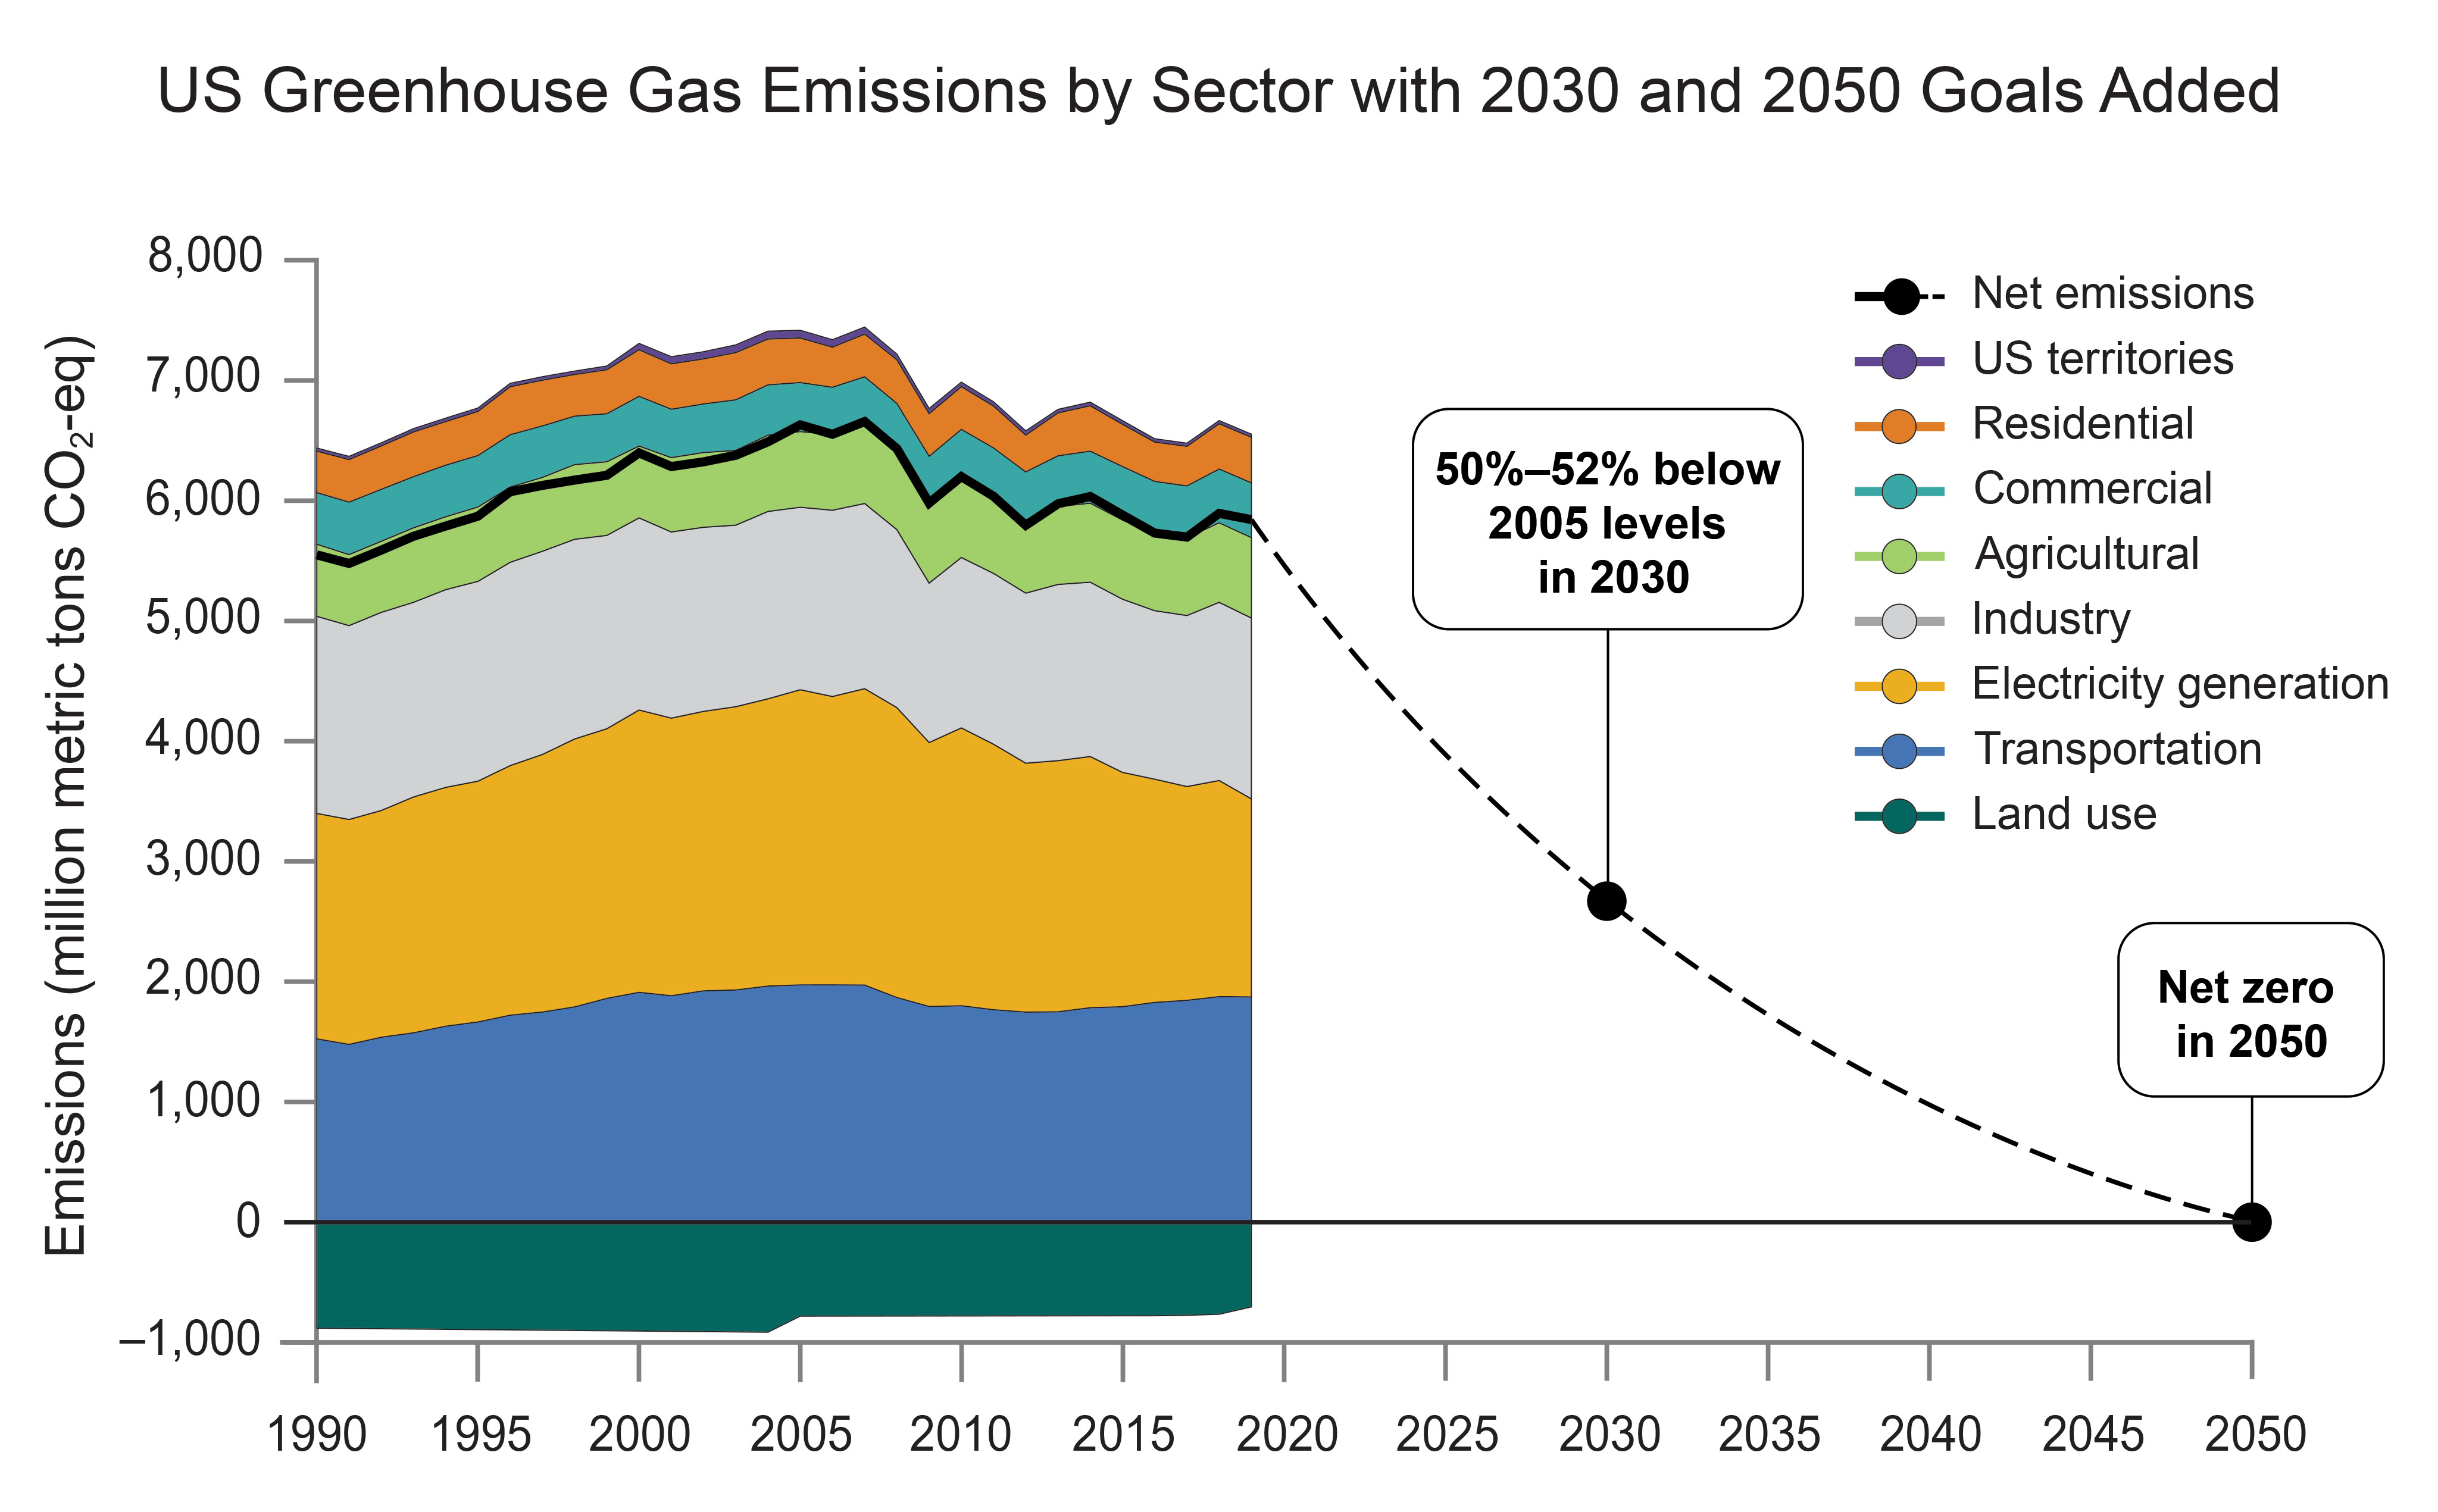 US Greenhouse Gas Emissions by Sector with 2030 and 2050 Goals Added
Emissions (million metric tons CO₂-eq)
8,000
7,000
6,000
5,000
4,000
3,000
2,000
1,000
0
–1,000
1990 1995 2000 2005 2010 2015 2020 2025 2030 2035 2040 2045 2050
50%–52% below
2005 levels
in 2030
Net zero
in 2050
Net emissions
US territories
Residential
Commercial
Agricultural
Industry
Electricity generation
Transportation
Land use